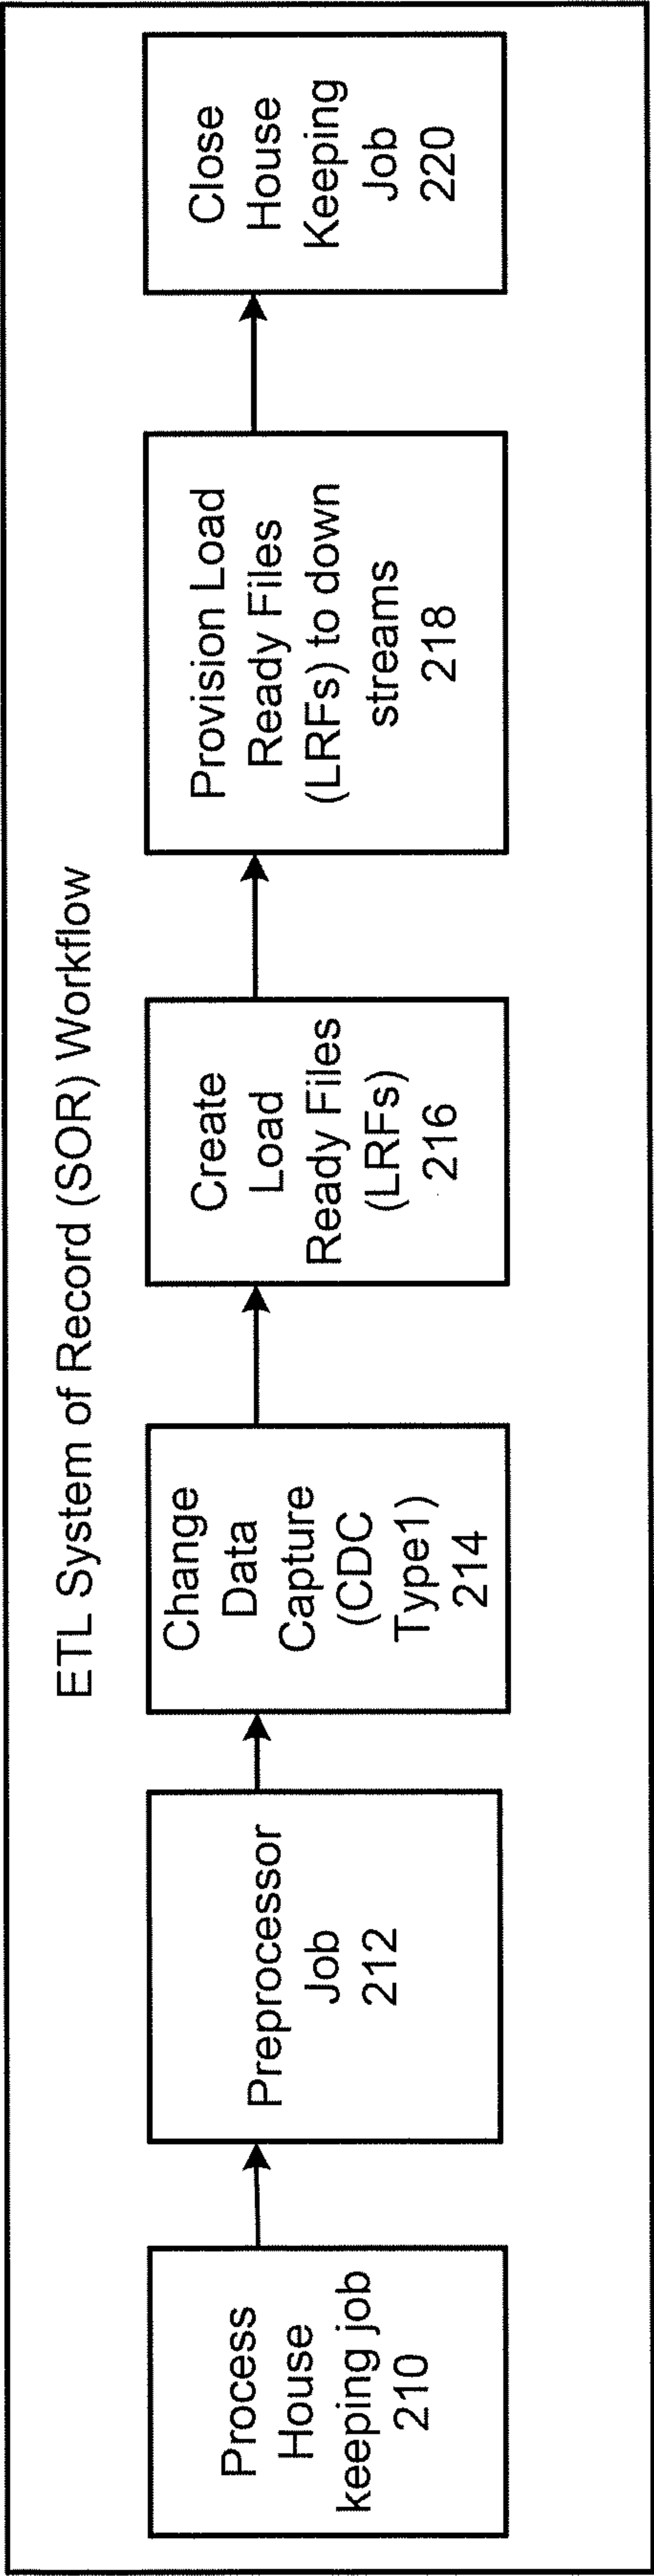 ETL System of Record (SOR) Workflow
Process
House
keeping job
210
Preprocessor
Job
212
Change
Data
Capture
(CDC
Type1)
214
Create
Load
Ready Files
(LRFs)
216
Provision Load
Ready Files
(LRFs) to down
streams
218
Close
House
Keeping
Job
220